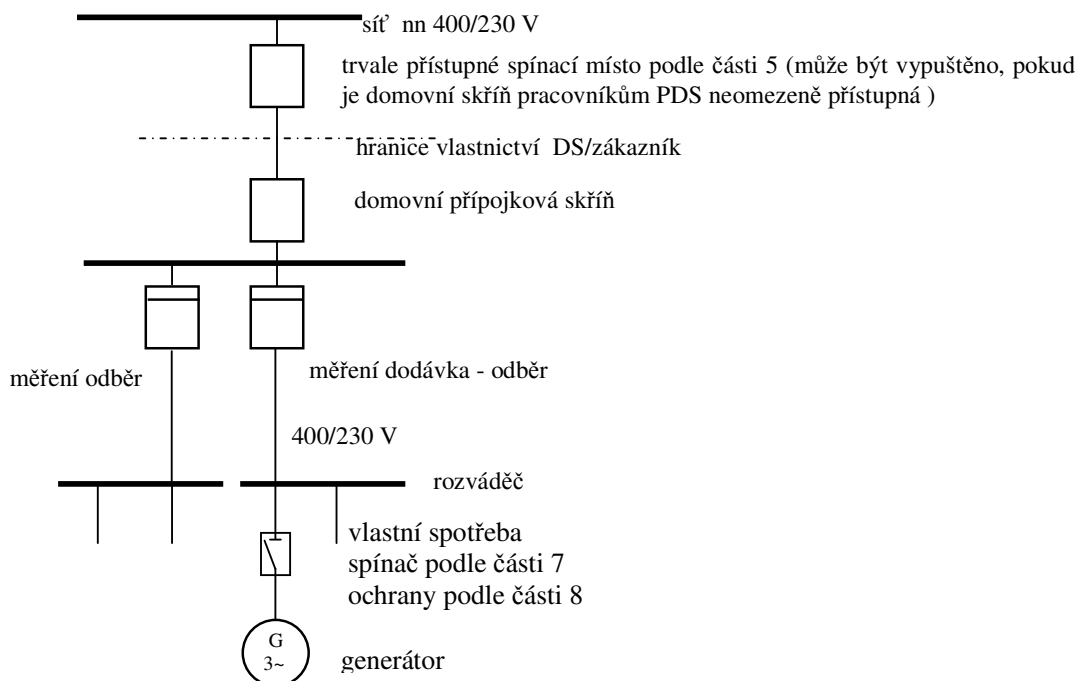 síť nn 400/230 V
trvale přístupné spínací místo podle části 5 (může být vypuštěno, pokud
je domovní skříň pracovníkům PDS neomezeně přístupná )
hranice vlastnictví DS/zákazník
domovní přípojková skříň
měření odběr
měření dodávka - odběr
400/230 V
rozváděč
vlastní spotřeba
spínač podle části 7
ochrany podle části 8
G
3~
generátor